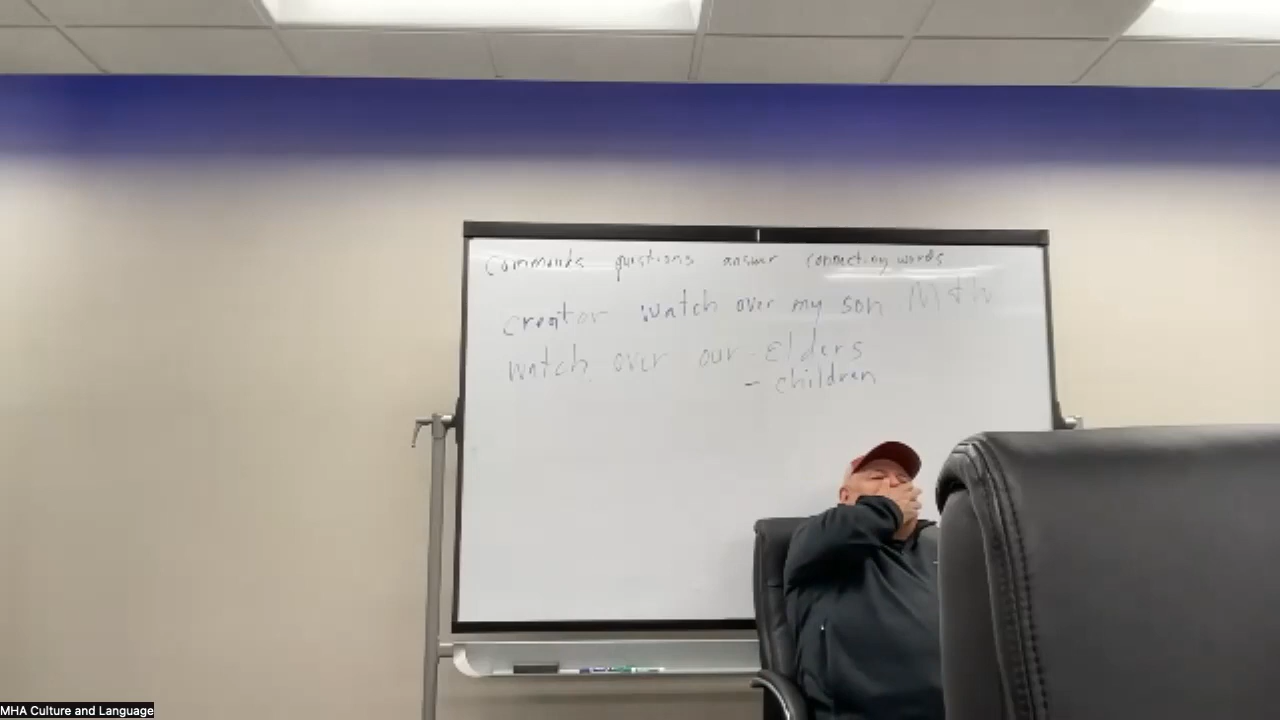 commands questions answer connecting words
creator watch over my son
watch over our - Elders
- children
MHA Culture and Language